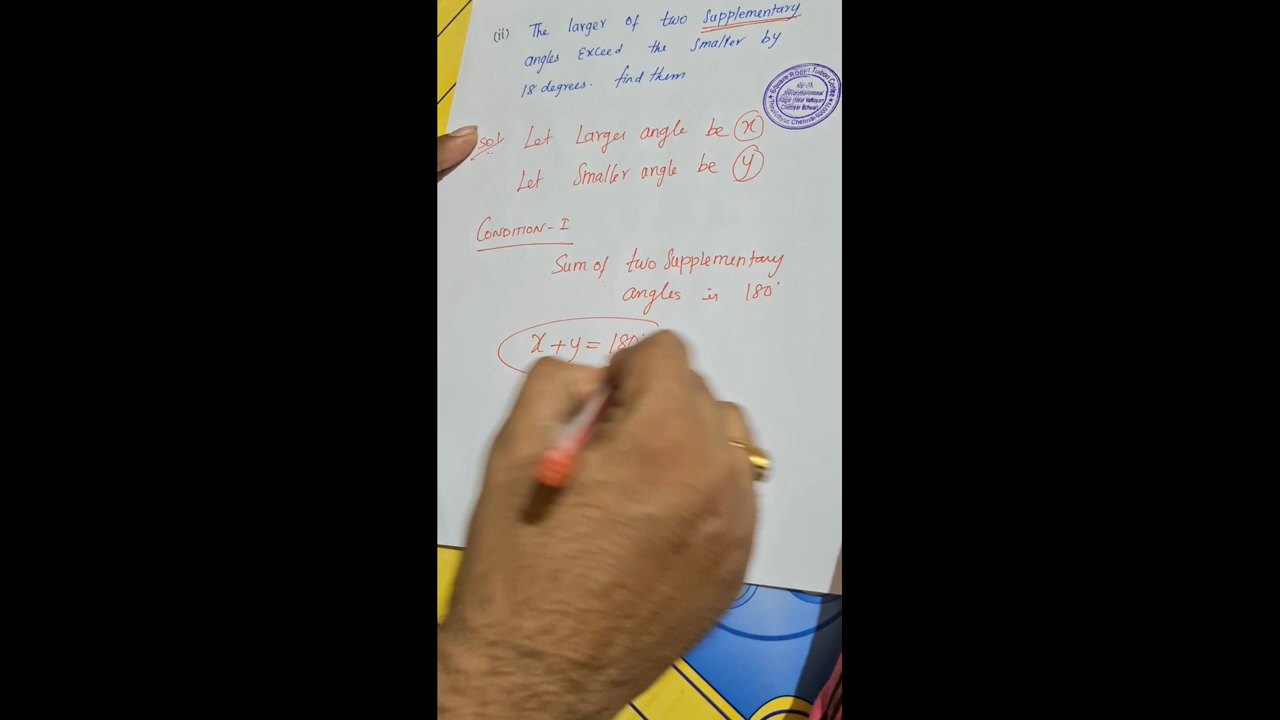 (ii) The larger of two Supplementary
angles Exceed the Smaller by
18 degrees. find them
Sol Let Larger angle be x
Let Smaller angle be y
CONDITION-I
Sum of two Supplementary
angles is 180°
x+y=180°